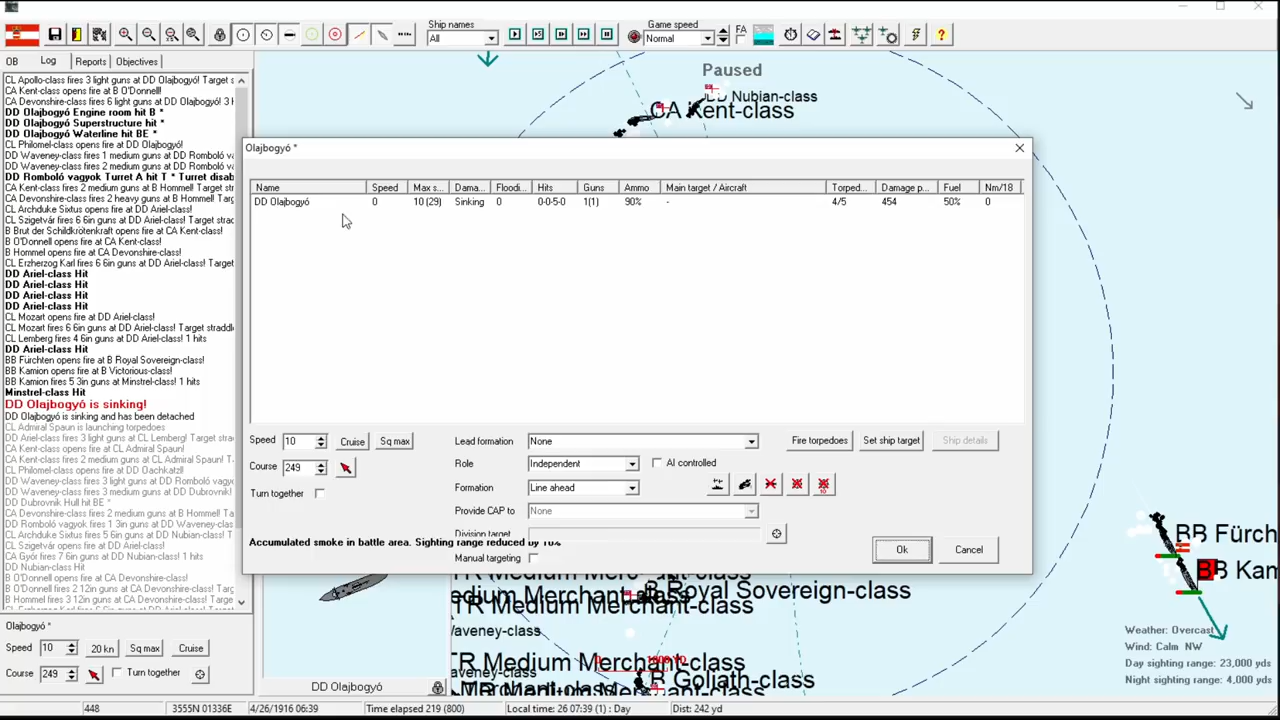 Ship names
All
Game speed
Normal
FA
OB Log Reports Objectives
CL Apollo-class fires 3 light guns at DD Olajbogyó! Target s
CA Kent-class opens fire at B O'Donnell!
CA Devonshire-class fires 6 light guns at DD Olajbogyó! 3 h
DD Olajbogyó Engine room hit B *
DD Olajbogyó Superstructure hit *
DD Olajbogyó Waterline hit BE *
CL Philomel-class opens fire at DD Olajbogyó!
DD Waveney-class fires 1 medium guns at DD Romboló va
DD Waveney-class fires 2 medium guns at DD Romboló va
DD Romboló vagyok Turret A hit T * Turret disab
CA Kent-class fires 2 medium guns at B Hommel! Target str
CA Devonshire-class fires 2 heavy guns at B Hommel! Targ
CL Archduke Sixtus opens fire at DD Ariel-class!
CL Szigetvár fires 6 6in guns at DD Ariel-class! Target strad
B Brut der Schildkrötenkraft opens fire at CA Kent-class!
B O'Donnell opens fire at CA Kent-class!
B Hommel opens fire at CA Devonshire-class!
CL Erzherzog Karl fires 6 6in guns at DD Ariel-class! Targe
DD Ariel-class Hit
DD Ariel-class Hit
DD Ariel-class Hit
DD Ariel-class Hit
CL Mozart opens fire at DD Ariel-class!
CL Mozart fires 6 6in guns at DD Ariel-class! Target straddle
CL Lemberg fires 4 6in guns at DD Ariel-class! 1 hits
DD Ariel-class Hit
BB Fürchten opens fire at B Royal Sovereign-class!
BB Kamion opens fire at B Victorious-class!
BB Kamion fires 5 3in guns at Minstrel-class! 1 hits
Minstrel-class Hit
DD Olajbogyó is sinking!
DD Olajbogyó is sinking and has been detached
CL Admiral Spaun is launching torpedoes
DD Ariel-class fires 3 light guns at CL Lemberg! Target stra
CA Kent-class opens fire at CL Admiral Spaun!
CA Kent-class fires 2 medium guns at CL Admiral Spaun! T
CL Philomel-class opens fire at DD Oachkatzl!
CL Philomel-class fires 2 light guns at DD Romboló vagyok
DD Waveney-class fires 3 medium guns at DD Dubrovnik!
DD Dubrovnik Hull hit BE *
CA Devonshire-class fires 2 medium guns at B Hommel! T
DD Romboló vagyok fires 1 3in guns at DD Waveney-class
CL Archduke Sixtus fires 5 6in guns at DD Nubian-class! T
CL Szigetvár opens fire at DD Nubian-class!
CA Győr fires 7 6in guns at DD Nubian-class! 1 hits
DD Nubian-class Hit
B O'Donnell opens fire at CA Devonshire-class!
B O'Donnell fires 2 12in guns at CA Devonshire-class! Targ
B Hommel opens fire at CA Devonshire-class!
Olajbogyó *
Speed 10 20 kn Sq max Cruise
Course 249 Turn together
Paused
DD Nubian-class
CA Kent-class
Olajbogyó *
Name Speed Max s... Dama... Floodi... Hits Guns Ammo Main target / Aircraft Torped... Damage p... Fuel Nm/18
DD Olajbogyó 0 10 (29) Sinking 0 0-0-5-0 1(1) 90% - 4/5 454 50% 0
Speed 10 Cruise Sq max
Course 249
Turn together
Lead formation None
Role Independent AI controlled
Formation Line ahead
Provide CAP to None
Division target
Manual targeting
Fire torpedoes Set ship target Ship details
Accumulated smoke in battle area. Sighting range reduced by 10%
Ok Cancel
BB Fürch
BB Kam
TR Medium Merchant-class
B Royal Sovereign-class
TR Medium Merchant-class
Waveney-class
TR Medium Merchant-class
B Goliath-class
DD Olajbogyó
Weather: Overcast
Wind: Calm NW
Day sighting range: 23,000 yds
Night sighting range: 4,000 yds
448 3555N 01336E 4/26/1916 06:39 Time elapsed 219 (800) Local time: 26 07:39 (1) : Day Dist: 242 yd